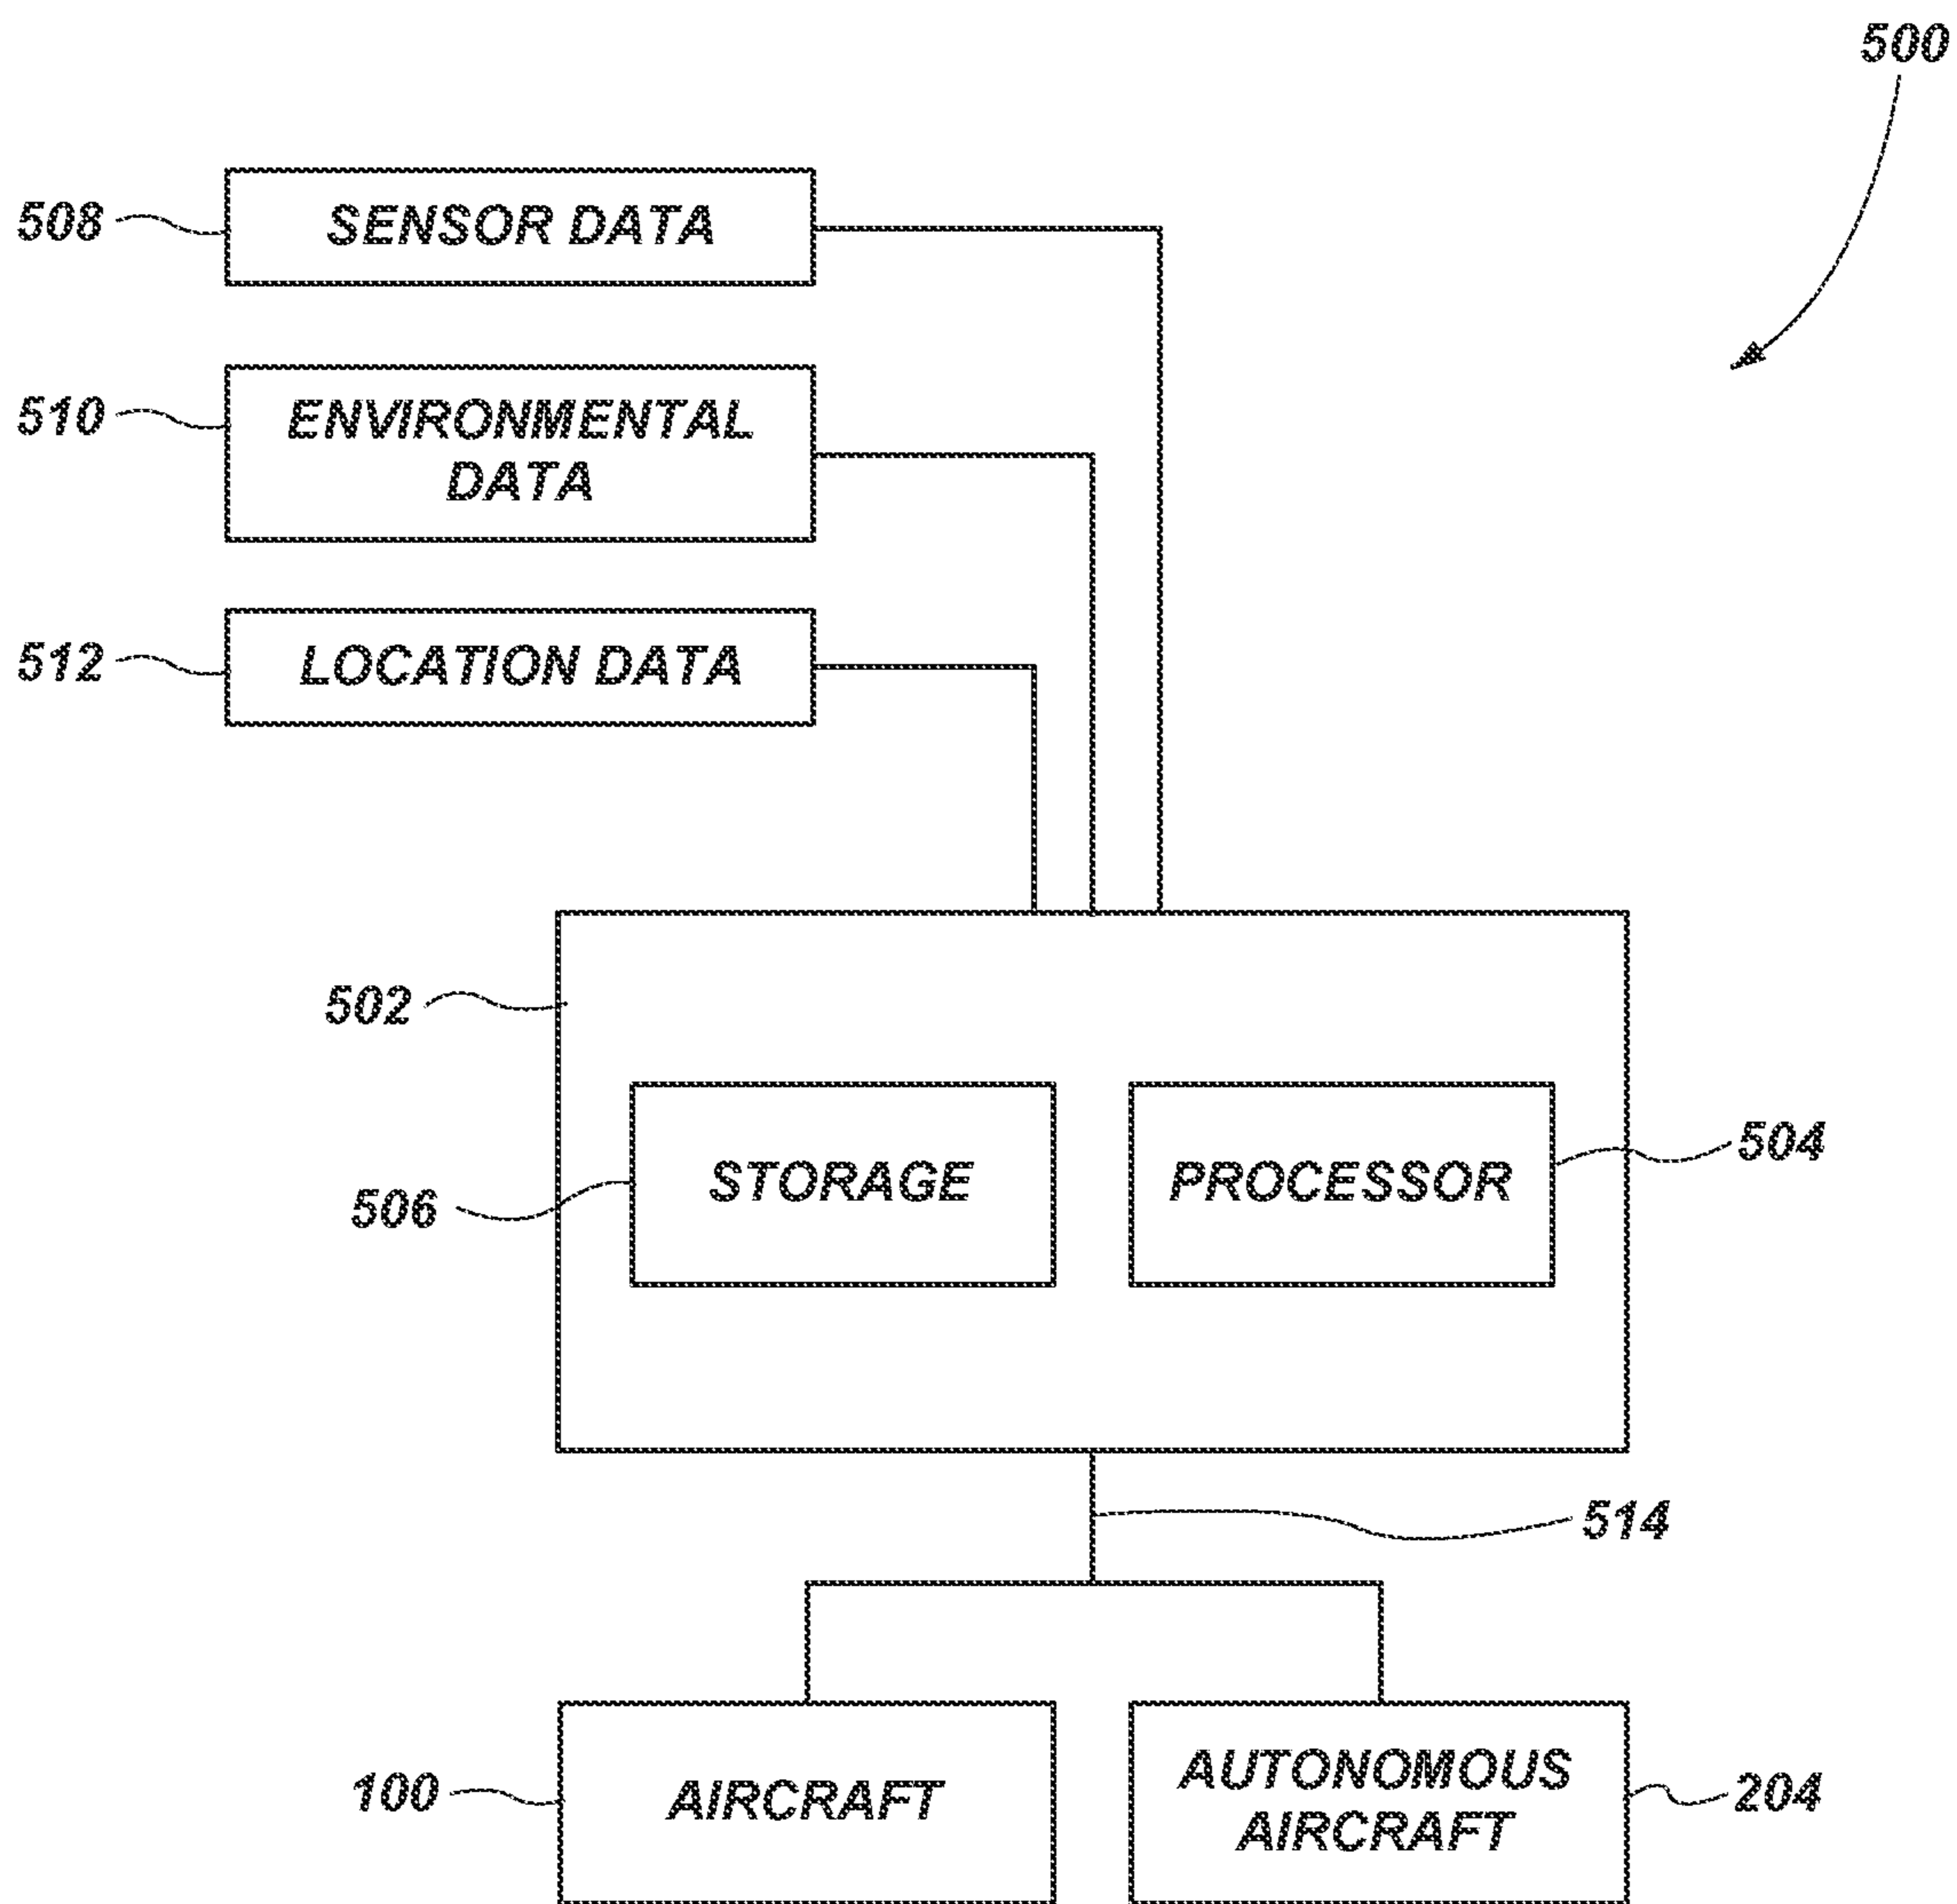 500
508
SENSOR DATA
510
ENVIRONMENTAL
DATA
512
LOCATION DATA
502
504
506
STORAGE
PROCESSOR
514
100
AIRCRAFT
AUTONOMOUS
AIRCRAFT
204